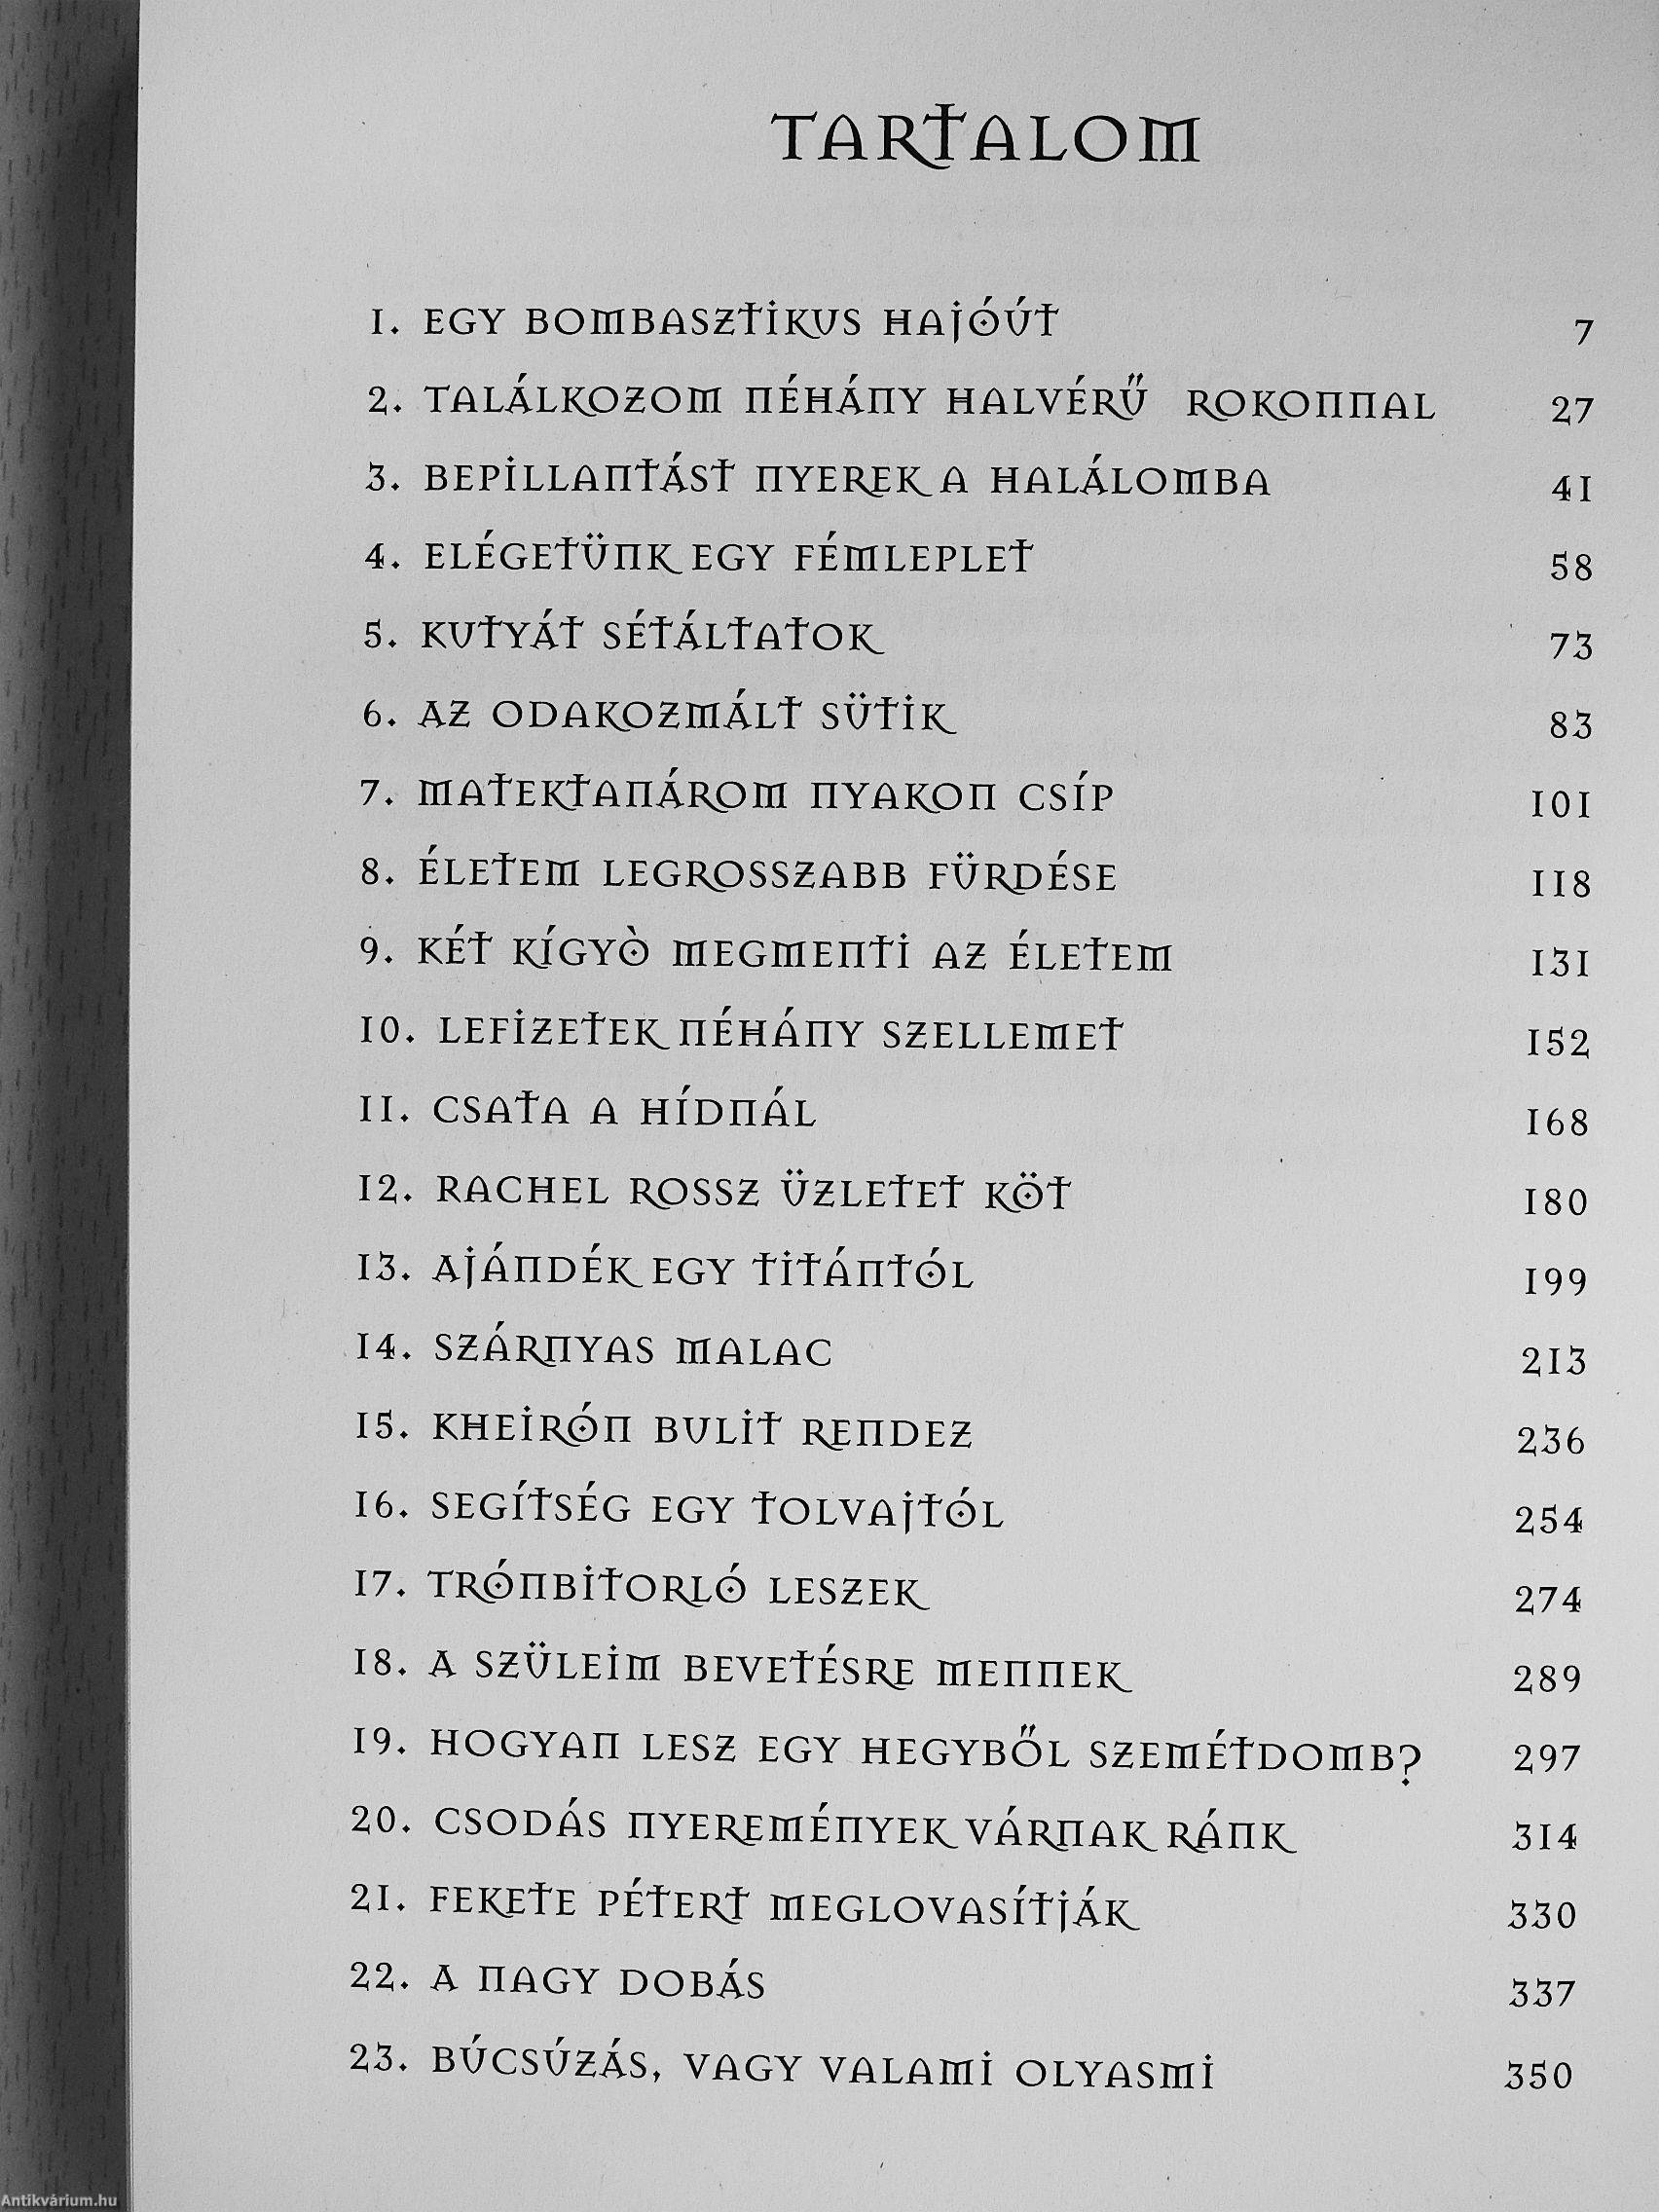 TARTALOM
1. EGY BOMBASZTIKUS HAJÓÚT 7
2. TALÁLKOZOM NÉHÁNY HALVÉRŰ ROKONNAL 27
3. BEPILLANTÁST NYEREK A HALÁLOMBA 41
4. ELÉGETÜNK EGY FÉMLEPLET 58
5. KUTYÁT SÉTÁLTATOK 73
6. AZ ODAKOZMÁLT SÜTIK 83
7. MATEKTANÁROM NYAKON CSÍP 101
8. ÉLETEM LEGROSSZABB FÜRDÉSE 118
9. KÉT KÍGYÒ MEGMENTI AZ ÉLETEM 131
10. LEFIZETEK NÉHÁNY SZELLEMET 152
11. CSATA A HÍDNÁL 168
12. RACHEL ROSSZ ÜZLETET KÖT 180
13. AJÁNDÉK EGY TITÁNTÓL 199
14. SZÁRNYAS MALAC 213
15. KHEIRÓN BULIT RENDEZ 236
16. SEGÍTSÉG EGY TOLVAJTÓL 254
17. TRÓNBITORLÓ LESZEK 274
18. A SZÜLEIM BEVETÉSRE MENNEK 289
19. HOGYAN LESZ EGY HEGYBŐL SZEMÉTDOMB? 297
20. CSODÁS NYEREMÉNYEK VÁRNAK RÁNK 314
21. FEKETE PÉTERT MEGLOVASÍTJÁK 330
22. A NAGY DOBÁS 337
23. BÚCSÚZÁS, VAGY VALAMI OLYASMI 350
Antikvárium.hu